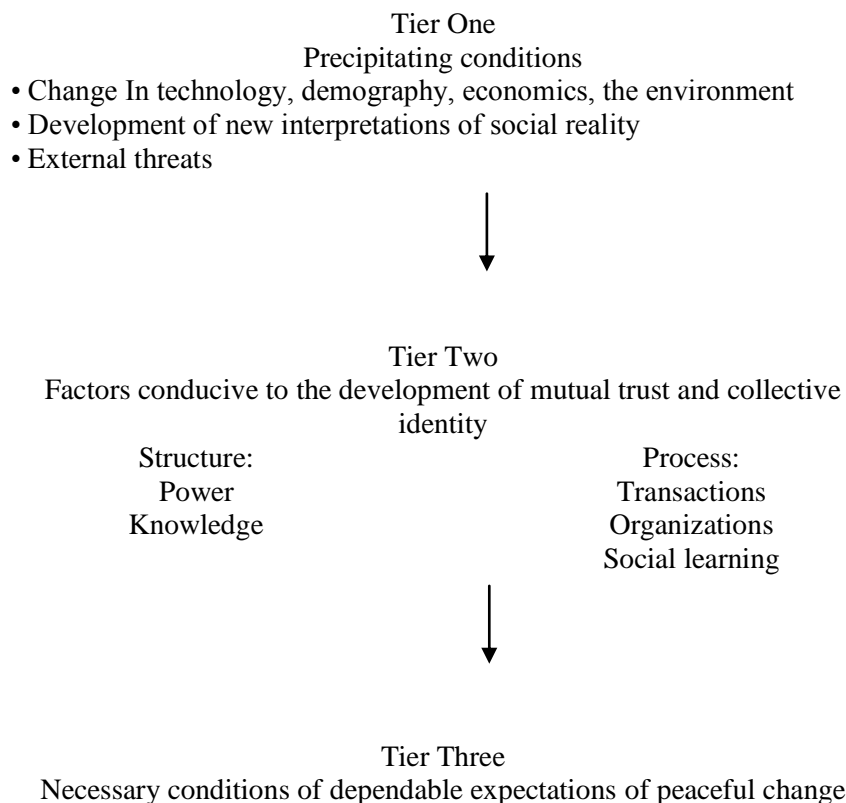 Tier One
Precipitating conditions
• Change In technology, demography, economics, the environment
• Development of new interpretations of social reality
• External threats
Tier Two
Factors conducive to the development of mutual trust and collective
identity
Structure:
Power
Knowledge
Process:
Transactions
Organizations
Social learning
Tier Three
Necessary conditions of dependable expectations of peaceful change